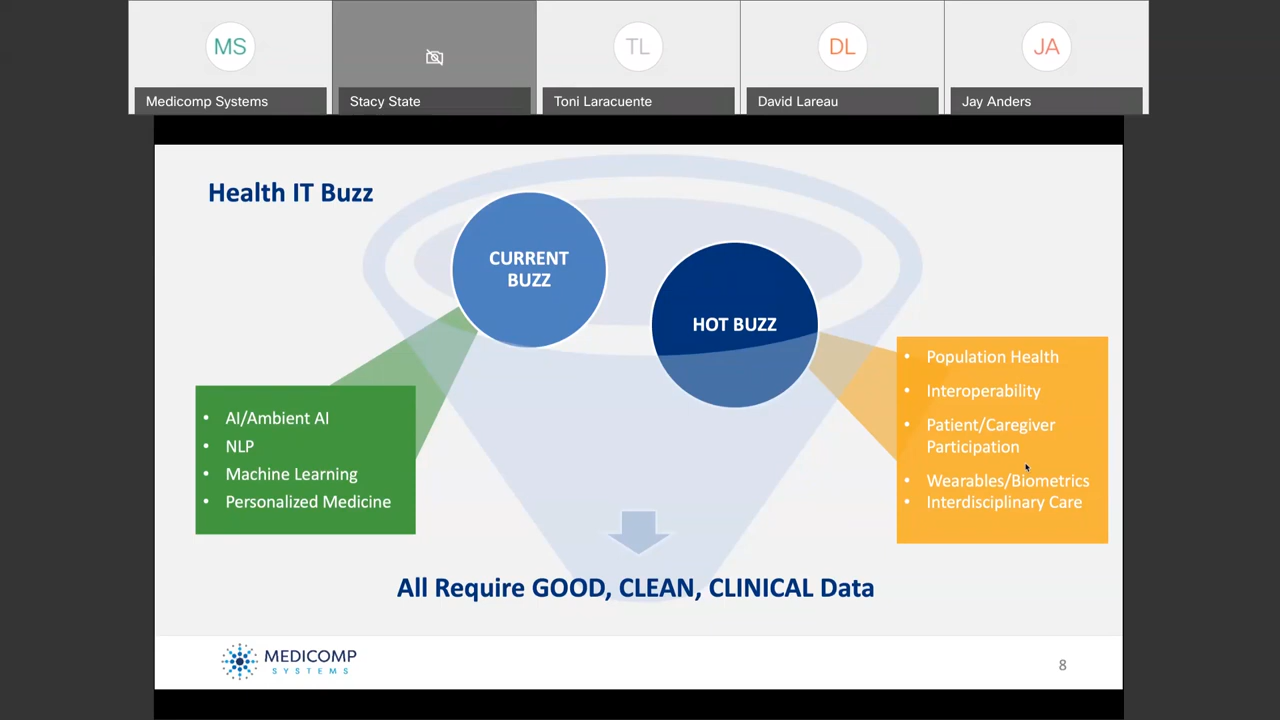 MS
TL
DL
JA
Medicomp Systems
Stacy State
Toni Laracuente
David Lareau
Jay Anders
Health IT Buzz
CURRENT
BUZZ
HOT BUZZ
• AI/Ambient AI
• NLP
• Machine Learning
• Personalized Medicine
• Population Health
• Interoperability
• Patient/Caregiver
Participation
• Wearables/Biometrics
• Interdisciplinary Care
All Require GOOD, CLEAN, CLINICAL Data
MEDICOMP
SYSTEMS
8